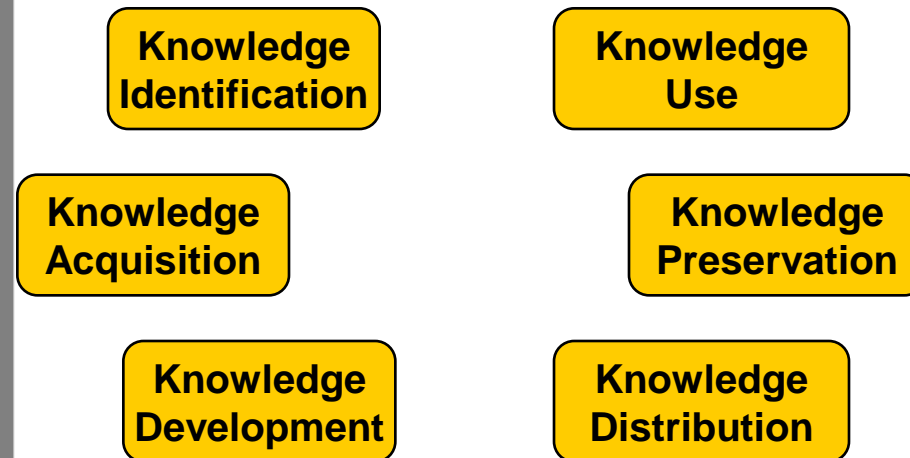 Knowledge
Identification
Knowledge
Use
Knowledge
Acquisition
Knowledge
Preservation
Knowledge
Development
Knowledge
Distribution